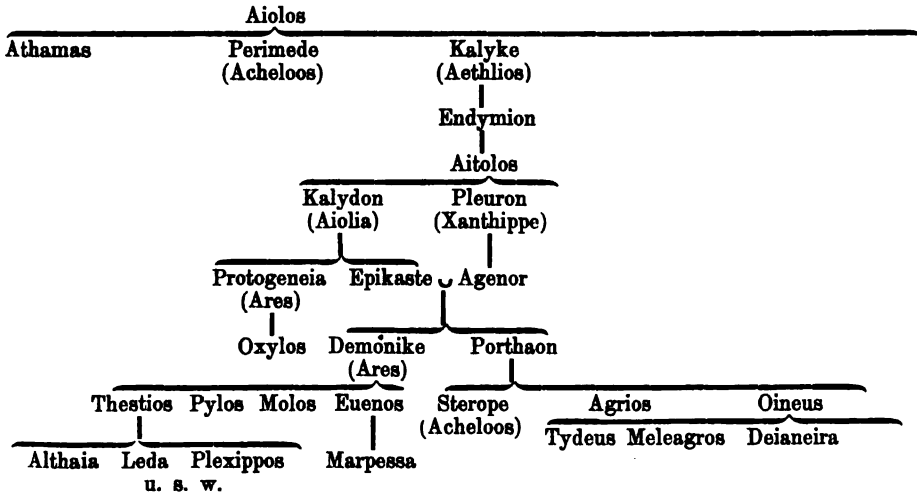 Aiolos
Athamas Perimede Kalyke
(Acheloos) (Aethlios)
Endymion
Aitolos
Kalydon Pleuron
(Aiolia) (Xanthippe)
Protogeneia Epikaste Agenor
(Ares)
Oxylos Demonike Porthaon
(Ares)
Thestios Pylos Molos Euenos Sterope Agrios Oineus
(Acheloos)
Tydeus Meleagros Deianeira
Althaia Leda Plexippos Marpessa
u. s. w.